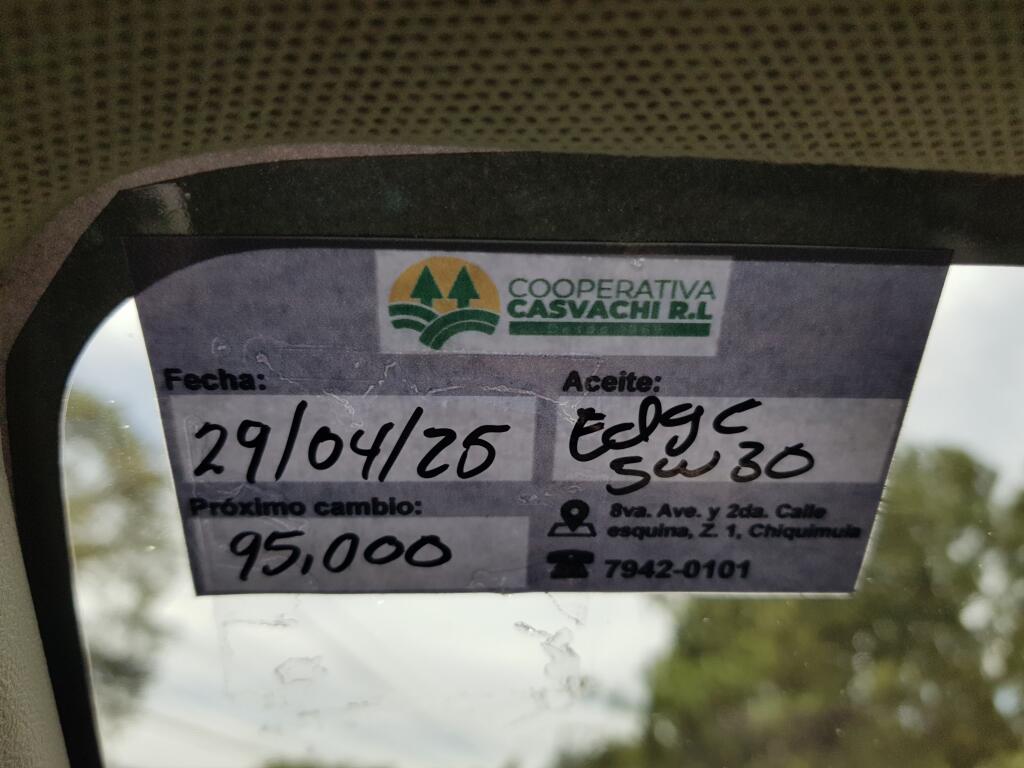 COOPERATIVA
CASVACHI R.L
Fecha:
29/04/25
Aceite:
Edge
5w30
Próximo cambio:
95,000
8va. Ave. y 2da. Calle
esquina, Z. 1, Chiquimula
7942-0101